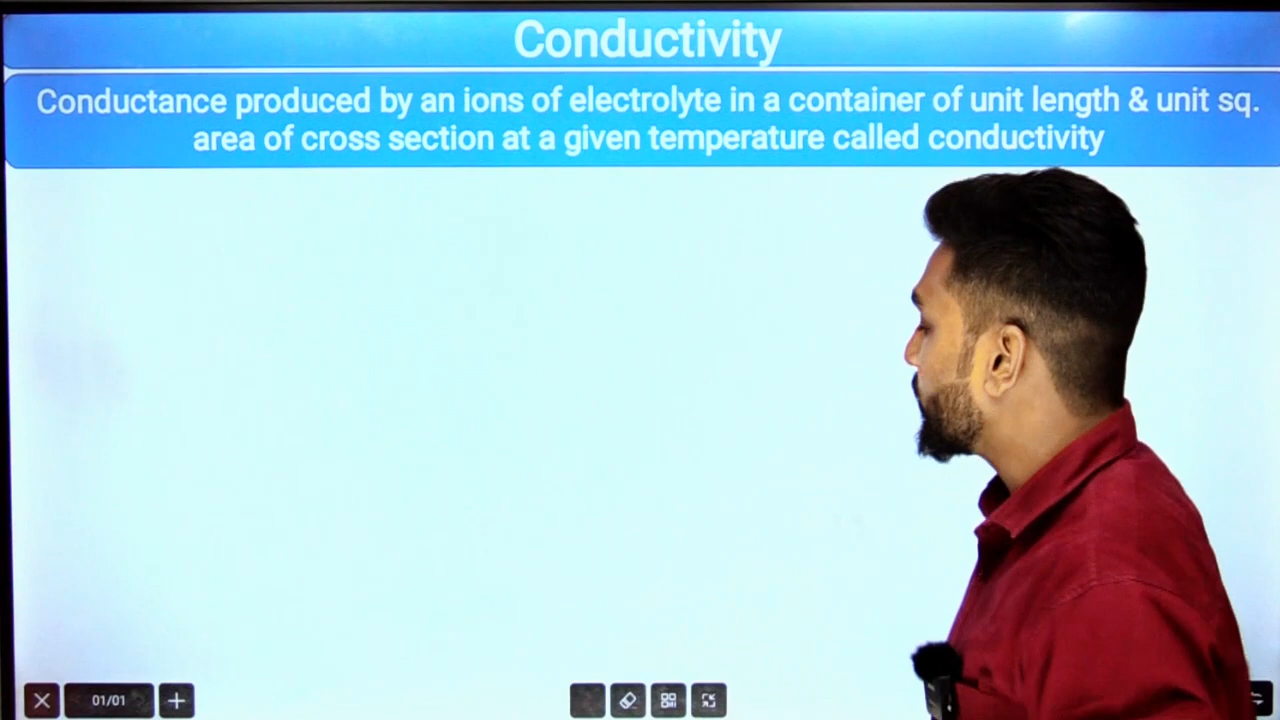 Conductivity
Conductance produced by an ions of electrolyte in a container of unit length & unit sq.
area of cross section at a given temperature called conductivity
01/01